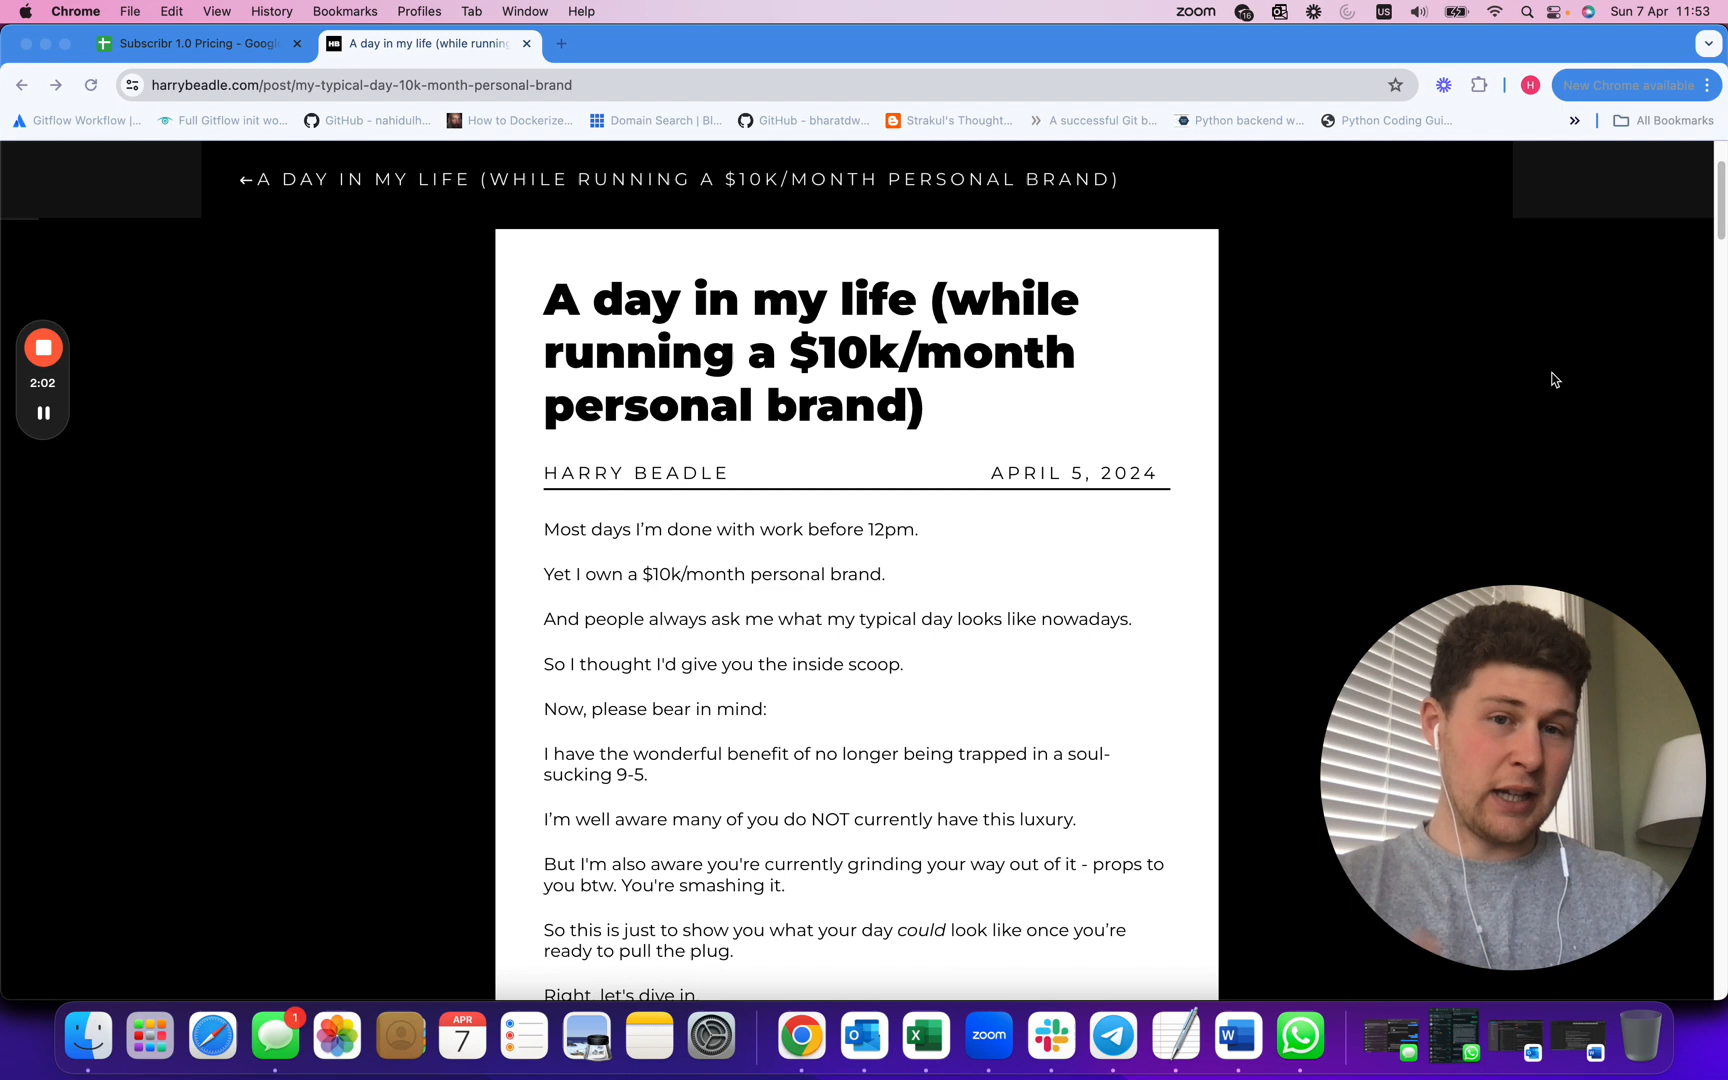 Chrome File Edit View History Bookmarks Profiles Tab Window Help
zoom 16 US Sun 7 Apr 11:53
Subscribr 1.0 Pricing - Google
HB A day in my life (while runnin
harrybeadle.com/post/my-typical-day-10k-month-personal-brand
H New Chrome available
Gitflow Workflow |... Full Gitflow init wo... GitHub - nahidulh... How to Dockerize... Domain Search | Bl... GitHub - bharatdw... Strakul's Thought... A successful Git b... Python backend w... Python Coding Gui... All Bookmarks
←A DAY IN MY LIFE (WHILE RUNNING A $10K/MONTH PERSONAL BRAND)
A day in my life (while
running a $10k/month
personal brand)
HARRY BEADLE APRIL 5, 2024
Most days I’m done with work before 12pm.
Yet I own a $10k/month personal brand.
And people always ask me what my typical day looks like nowadays.
So I thought I'd give you the inside scoop.
Now, please bear in mind:
I have the wonderful benefit of no longer being trapped in a soul-
sucking 9-5.
I’m well aware many of you do NOT currently have this luxury.
But I'm also aware you're currently grinding your way out of it - props to
you btw. You're smashing it.
So this is just to show you what your day could look like once you’re
ready to pull the plug.
Right, let's dive in.
2:02
1
APR
7
zoom